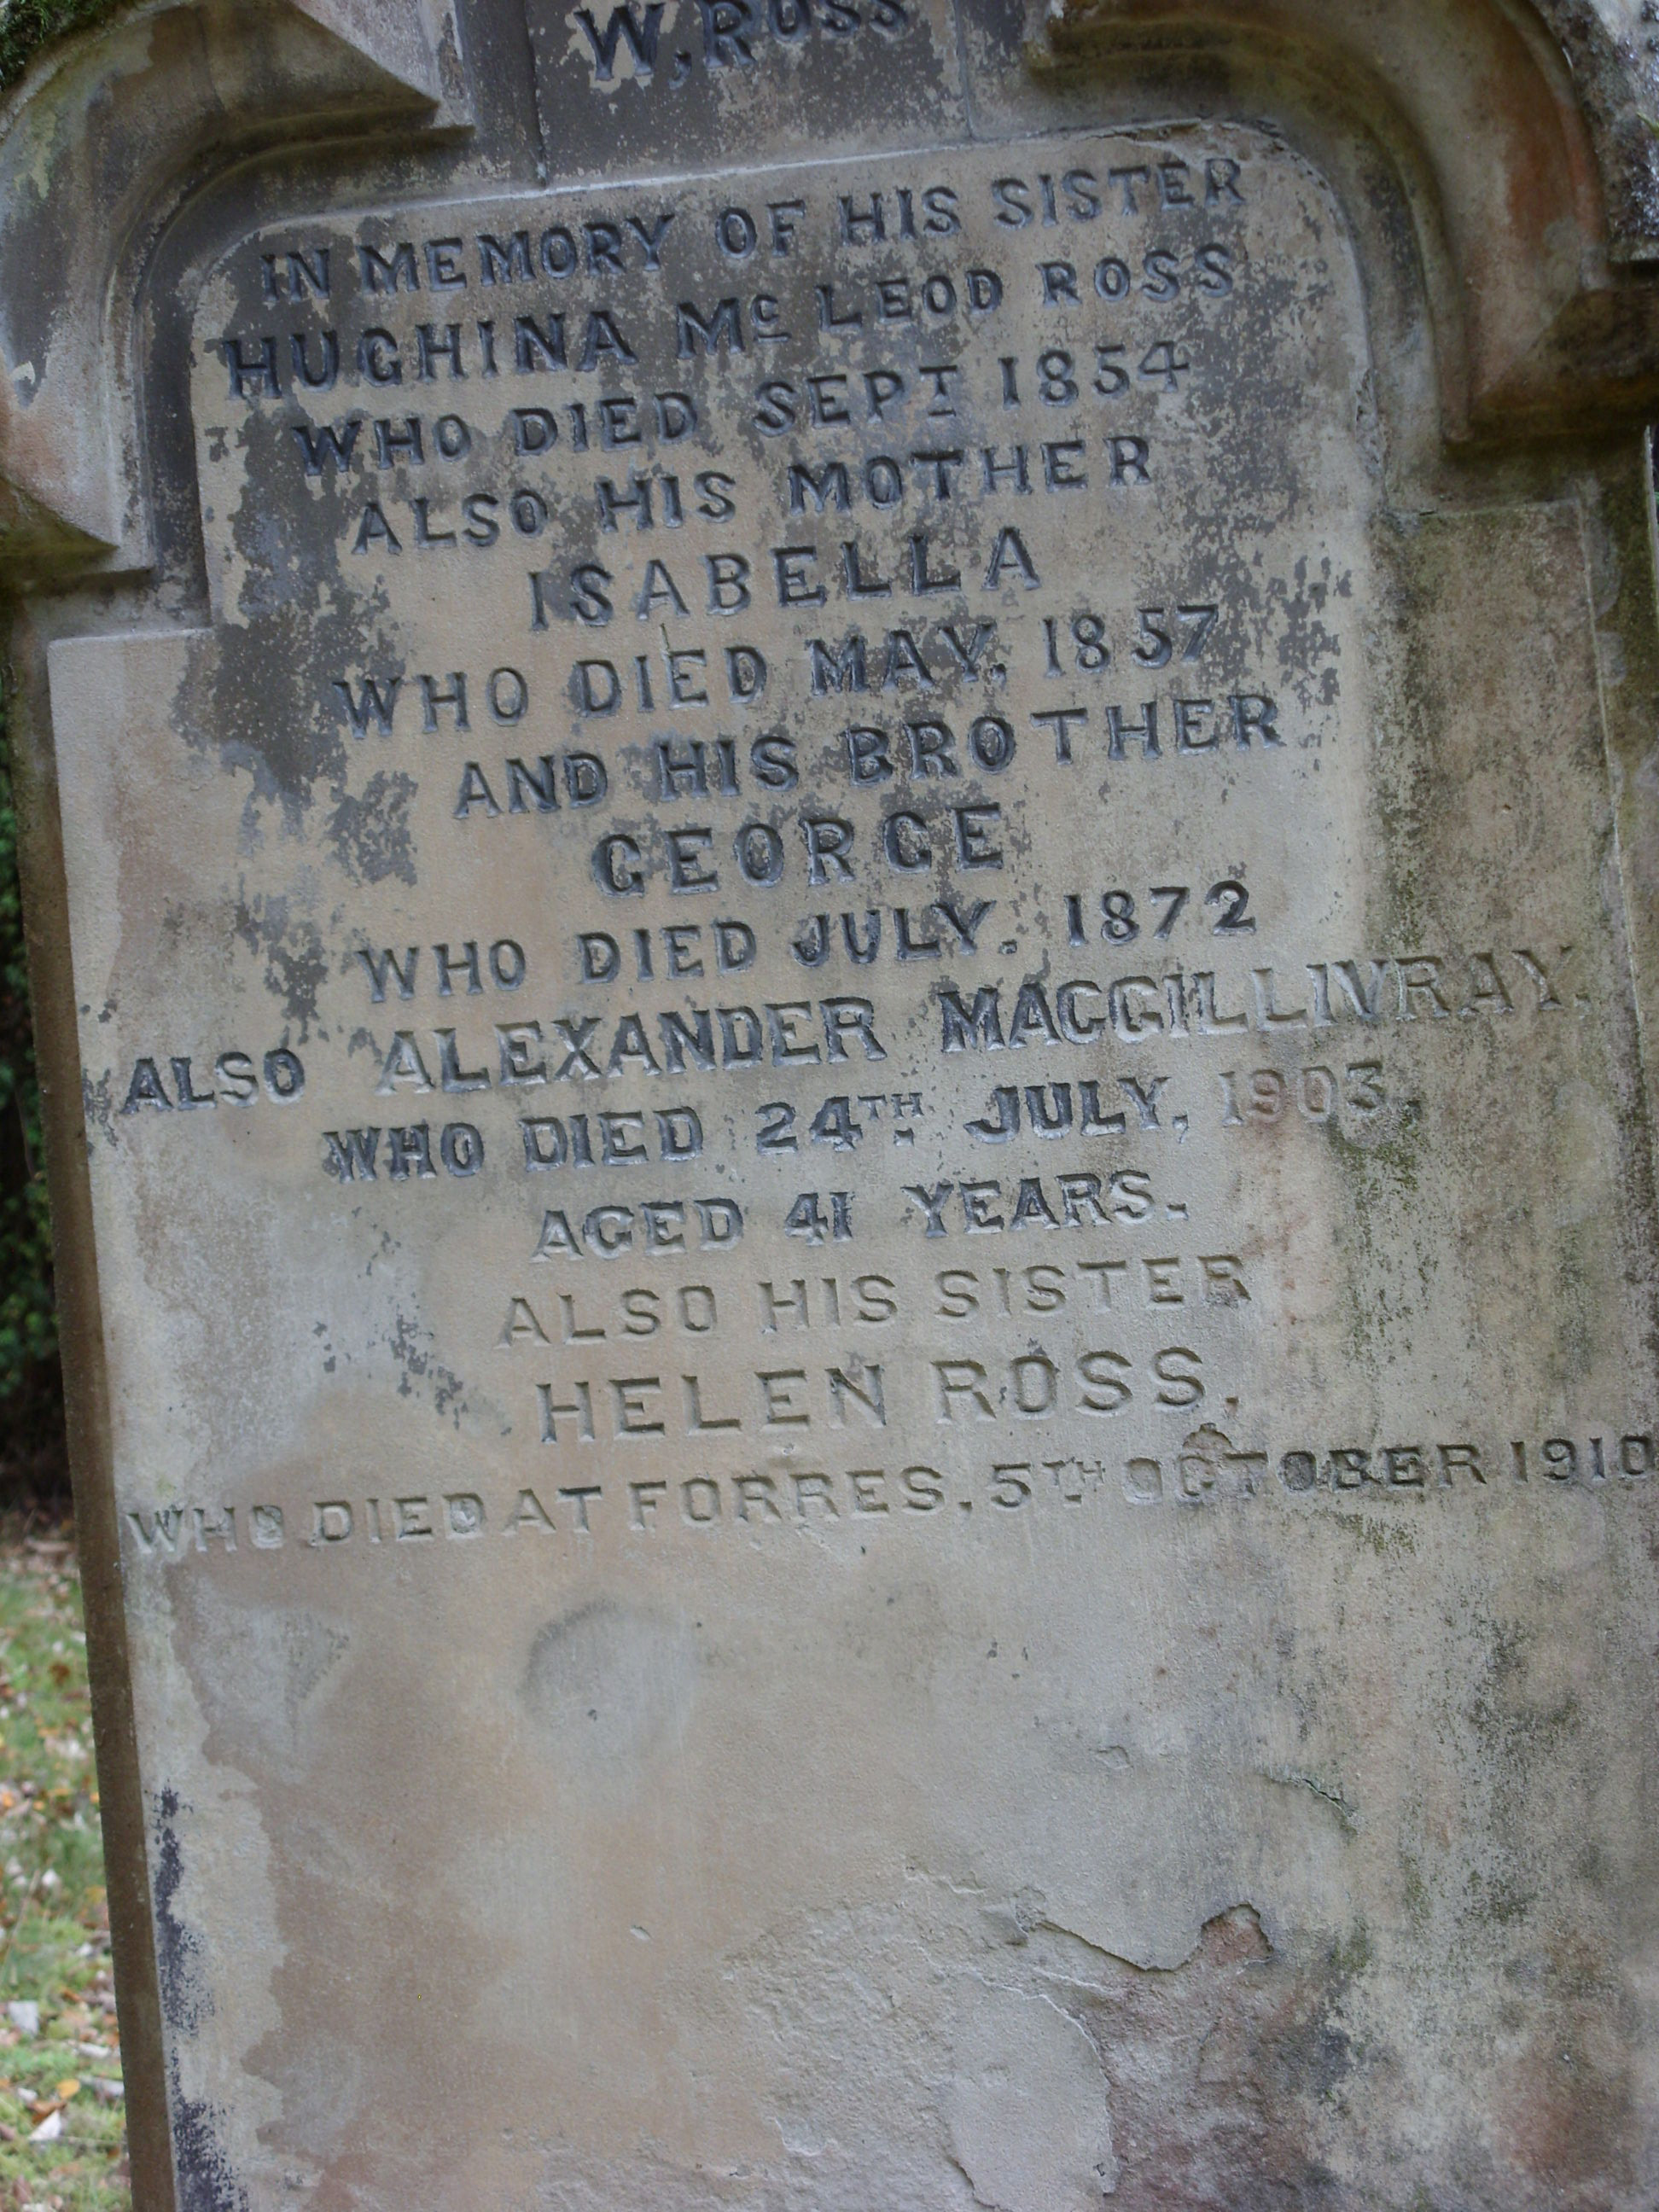 W. ROSS
IN MEMORY OF HIS SISTER
HUGHINA Mc LEOD ROSS
WHO DIED SEPT 1854
ALSO HIS MOTHER
ISABELLA
WHO DIED MAY, 1857
AND HIS BROTHER
GEORGE
WHO DIED JULY. 1872
ALSO ALEXANDER MACGILLIVRAY.
WHO DIED 24TH JULY, 1903.
AGED 41 YEARS.
ALSO HIS SISTER
HELEN ROSS.
WHO DIED AT FORRES, 5TH OCTOBER 1910